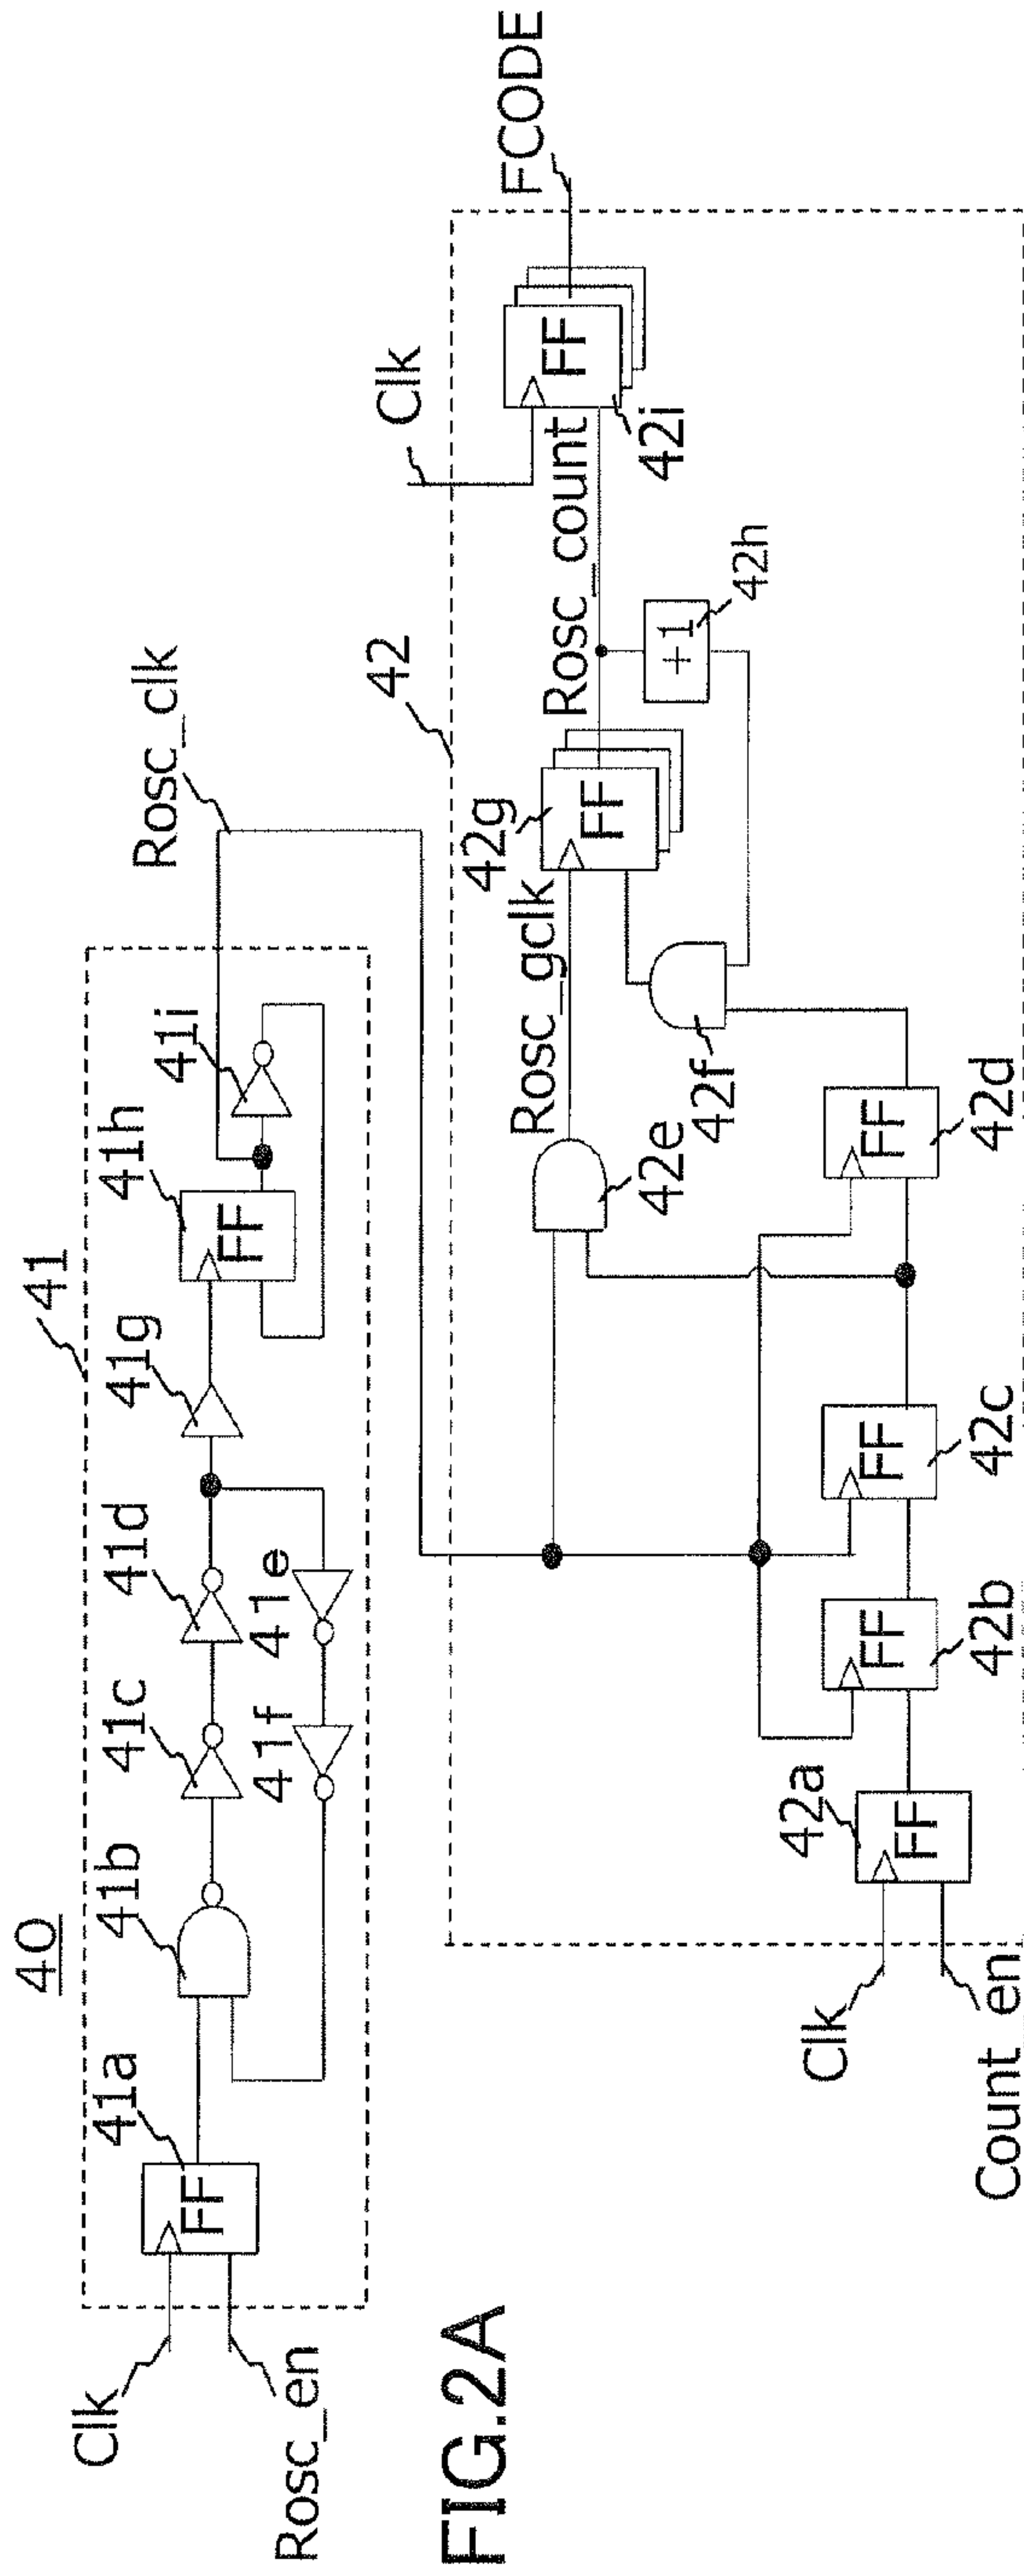 FIG.2A
40
41
Clk
Rosc_en
41a
FF
41b
41c
41d
41e
41f
41g
41h
FF
41i
Rosc_clk
42
Clk
Count_en
42a
FF
42b
FF
42c
FF
42d
FF
42e
Rosc_gclk
42f
42g
FF
Rosc_count
+1
42h
Clk
FF
42i
FCODE